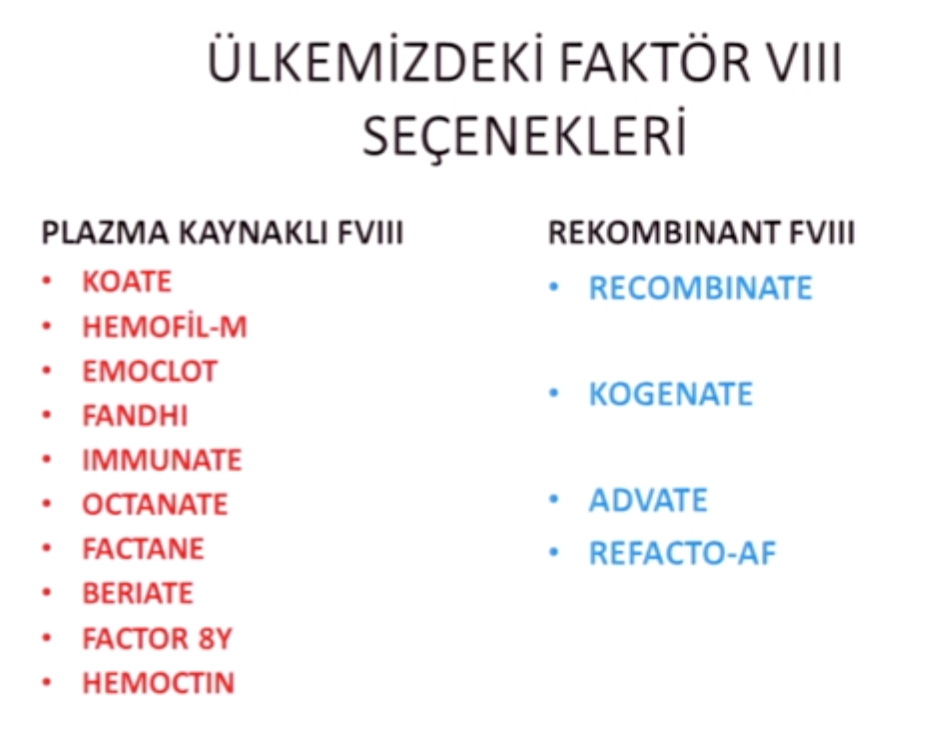 ÜLKEMİZDEKİ FAKTÖR VIII
SEÇENEKLERİ
PLAZMA KAYNAKLI FVIII
• KOATE
• HEMOFİL-M
• EMOCLOT
• FANDHI
• IMMUNATE
• OCTANATE
• FACTANE
• BERIATE
• FACTOR 8Y
• HEMOCTIN
REKOMBINANT FVIII
• RECOMBINATE
• KOGENATE
• ADVATE
• REFACTO-AF